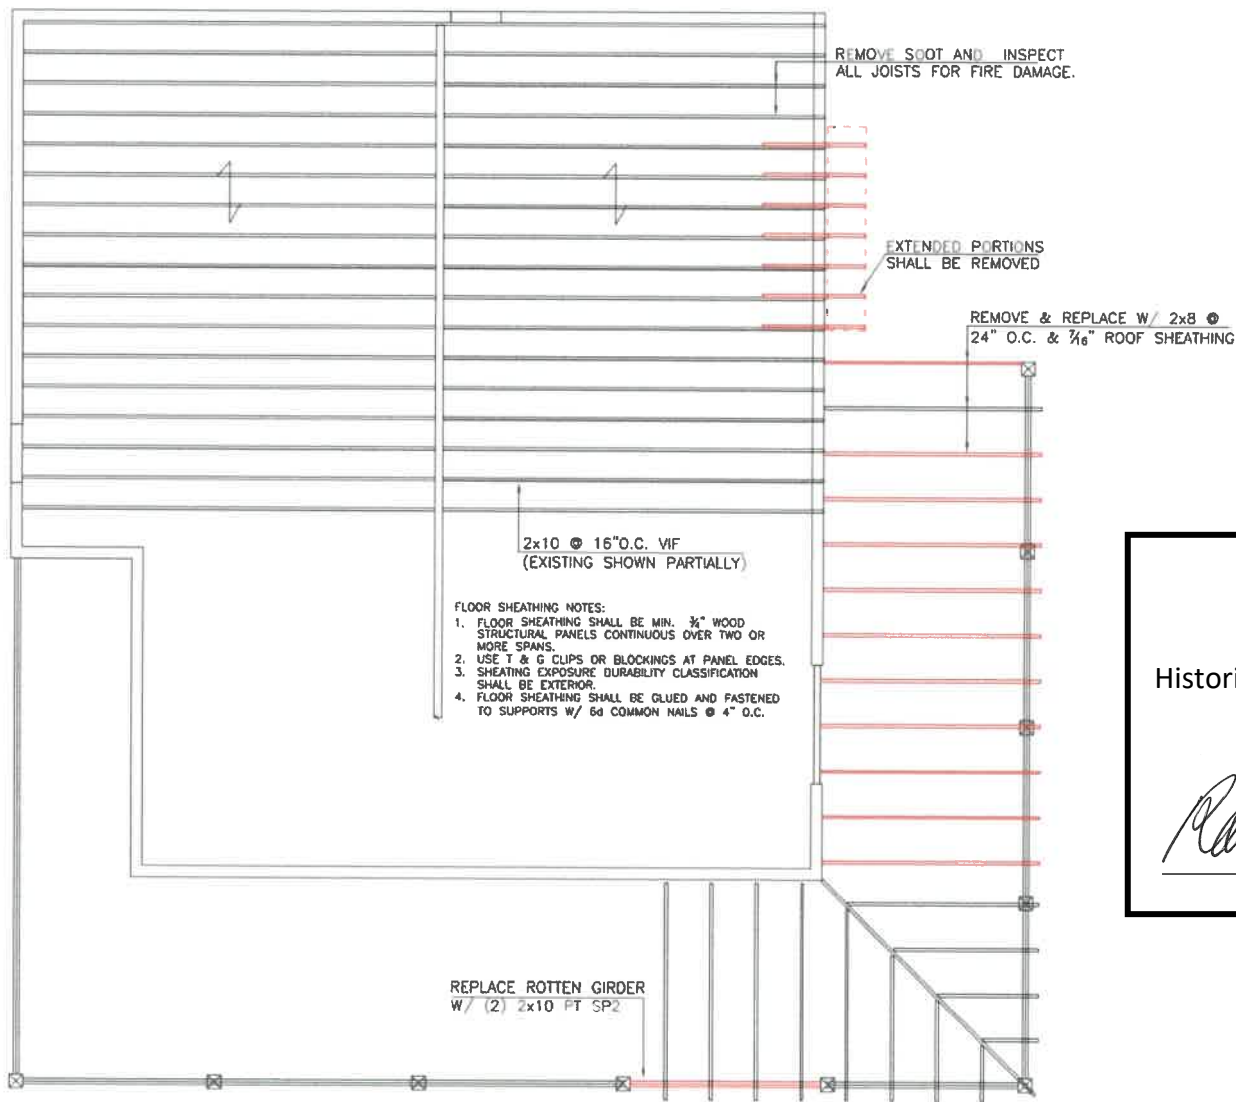 REMOVE SOOT AND INSPECT
ALL JOISTS FOR FIRE DAMAGE.
EXTENDED PORTIONS
SHALL BE REMOVED
REMOVE & REPLACE W/ 2x8 @
24" O.C. & 7/16" ROOF SHEATHING
2x10 @ 16"O.C. VIF
(EXISTING SHOWN PARTIALLY)
FLOOR SHEATHING NOTES:
1. FLOOR SHEATHING SHALL BE MIN. 3/4" WOOD
STRUCTURAL PANELS CONTINUOUS OVER TWO OR
MORE SPANS.
2. USE T & G CLIPS OR BLOCKINGS AT PANEL EDGES.
3. SHEATING EXPOSURE DURABILITY CLASSIFICATION
SHALL BE EXTERIOR.
4. FLOOR SHEATHING SHALL BE GLUED AND FASTENED
TO SUPPORTS W/ 6d COMMON NAILS @ 4" O.C.
Histori
REPLACE ROTTEN GIRDER
W/ (2) 2x10 PT SP2